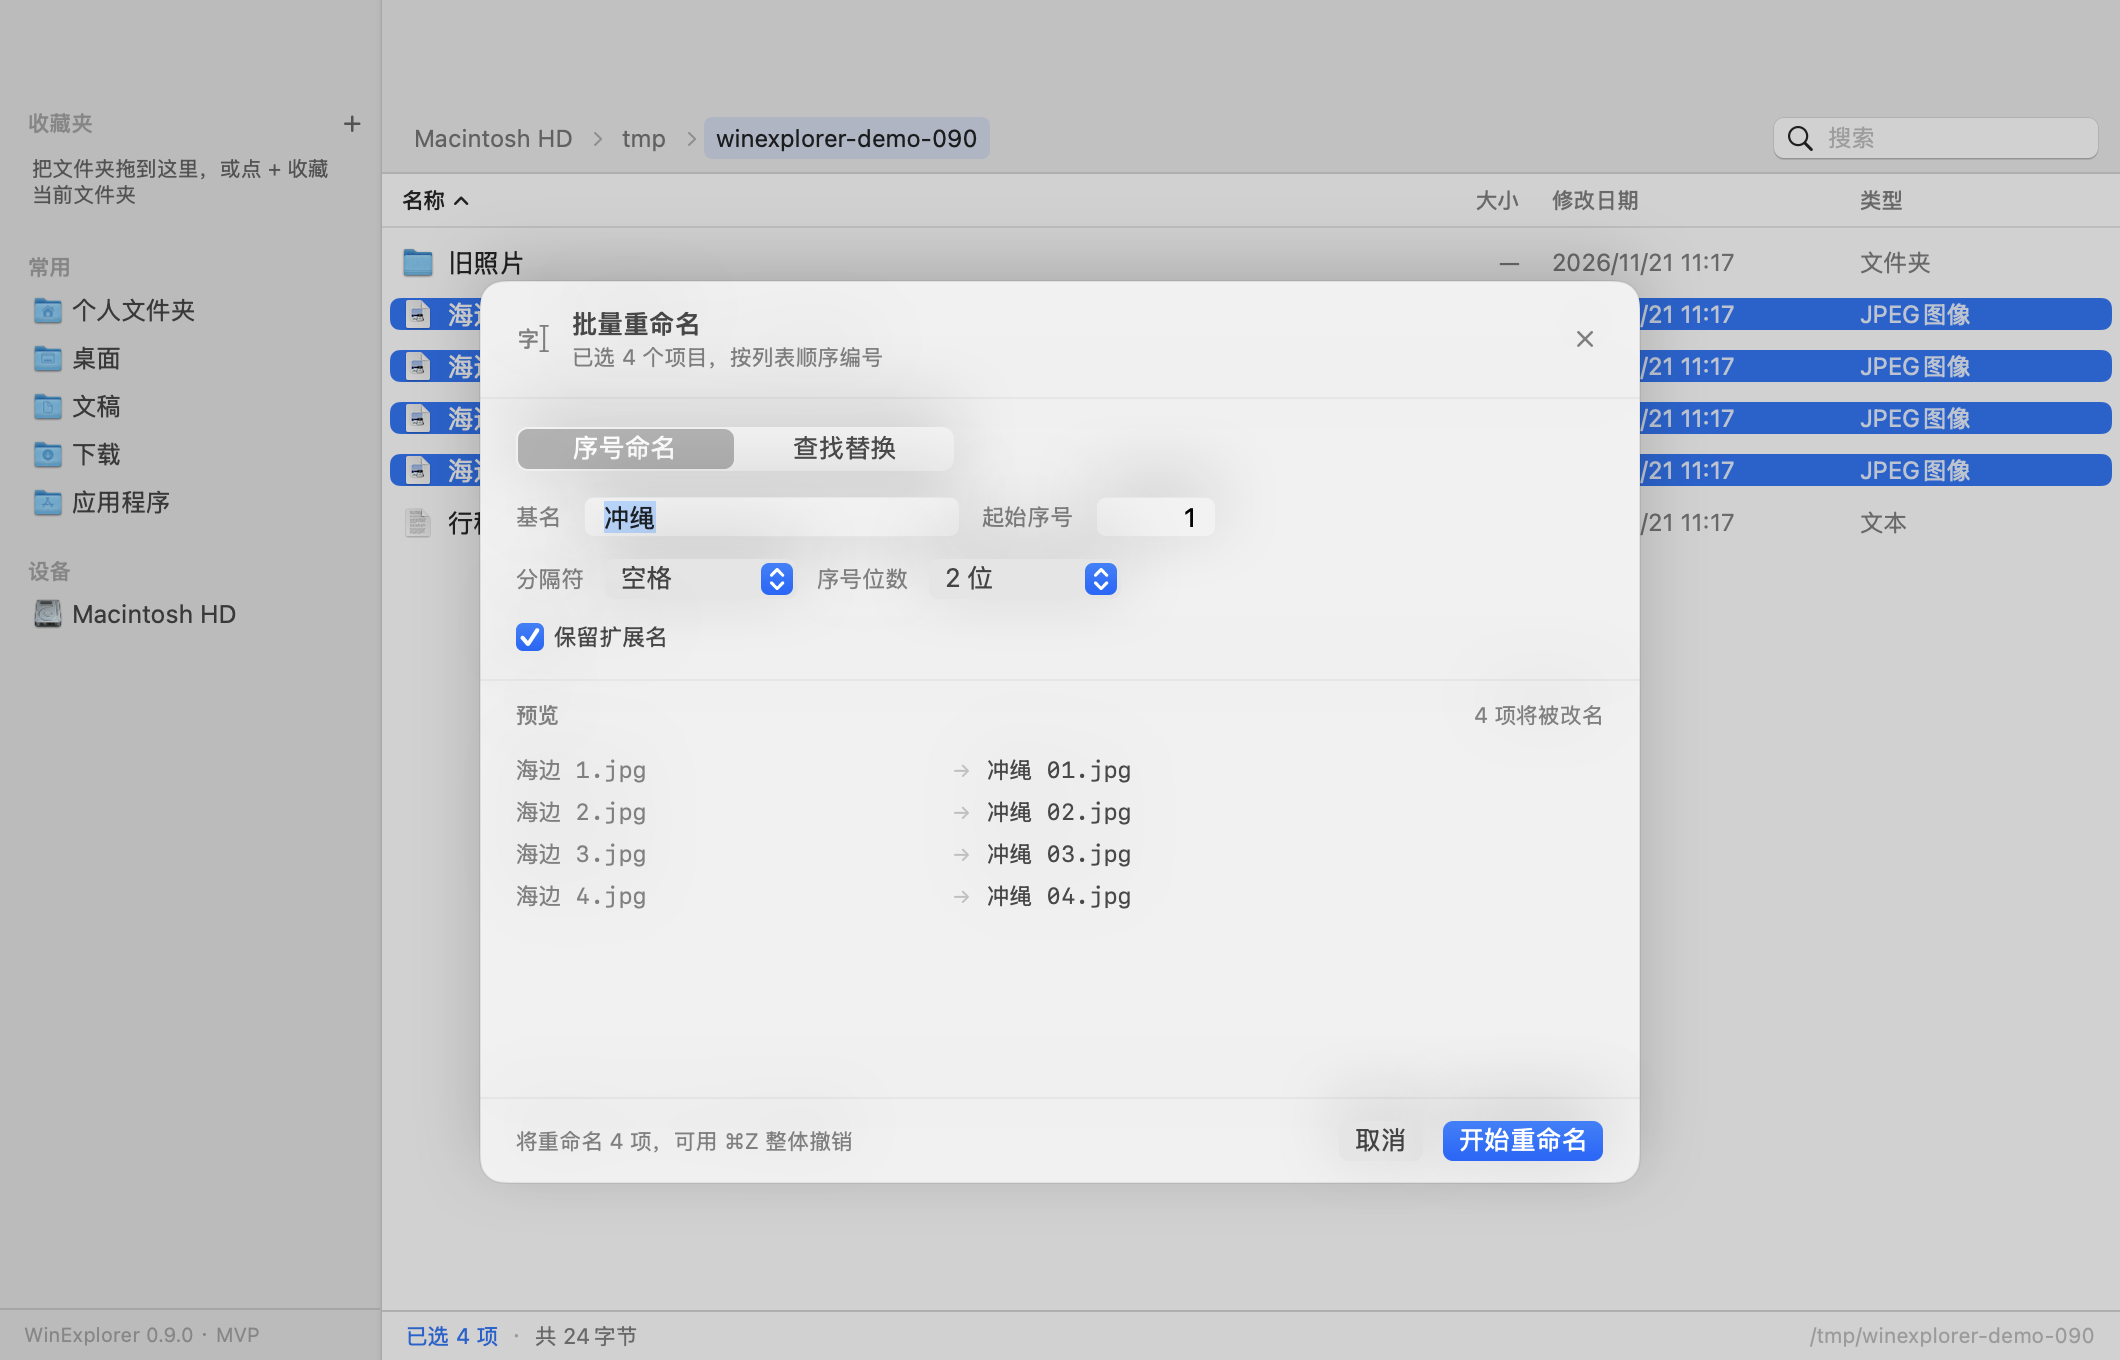 收藏夹
把文件夹拖到这里，或点 + 收藏
当前文件夹
常用
个人文件夹
桌面
文稿
下载
应用程序
设备
Macintosh HD
WinExplorer 0.9.0 · MVP
Macintosh HD > tmp > winexplorer-demo-090
搜索
名称 大小 修改日期 类型
旧照片 — 2026/11/21 11:17 文件夹
海 /21 11:17 JPEG图像
海 /21 11:17 JPEG图像
海 /21 11:17 JPEG图像
海 /21 11:17 JPEG图像
行 /21 11:17 文本
字
批量重命名
已选 4 个项目，按列表顺序编号
序号命名 查找替换
基名 冲绳 起始序号 1
分隔符 空格 序号位数 2 位
保留扩展名
预览 4 项将被改名
海边 1.jpg → 冲绳 01.jpg
海边 2.jpg → 冲绳 02.jpg
海边 3.jpg → 冲绳 03.jpg
海边 4.jpg → 冲绳 04.jpg
将重命名 4 项，可用 ⌘Z 整体撤销
取消 开始重命名
已选 4 项 · 共 24 字节
/tmp/winexplorer-demo-090